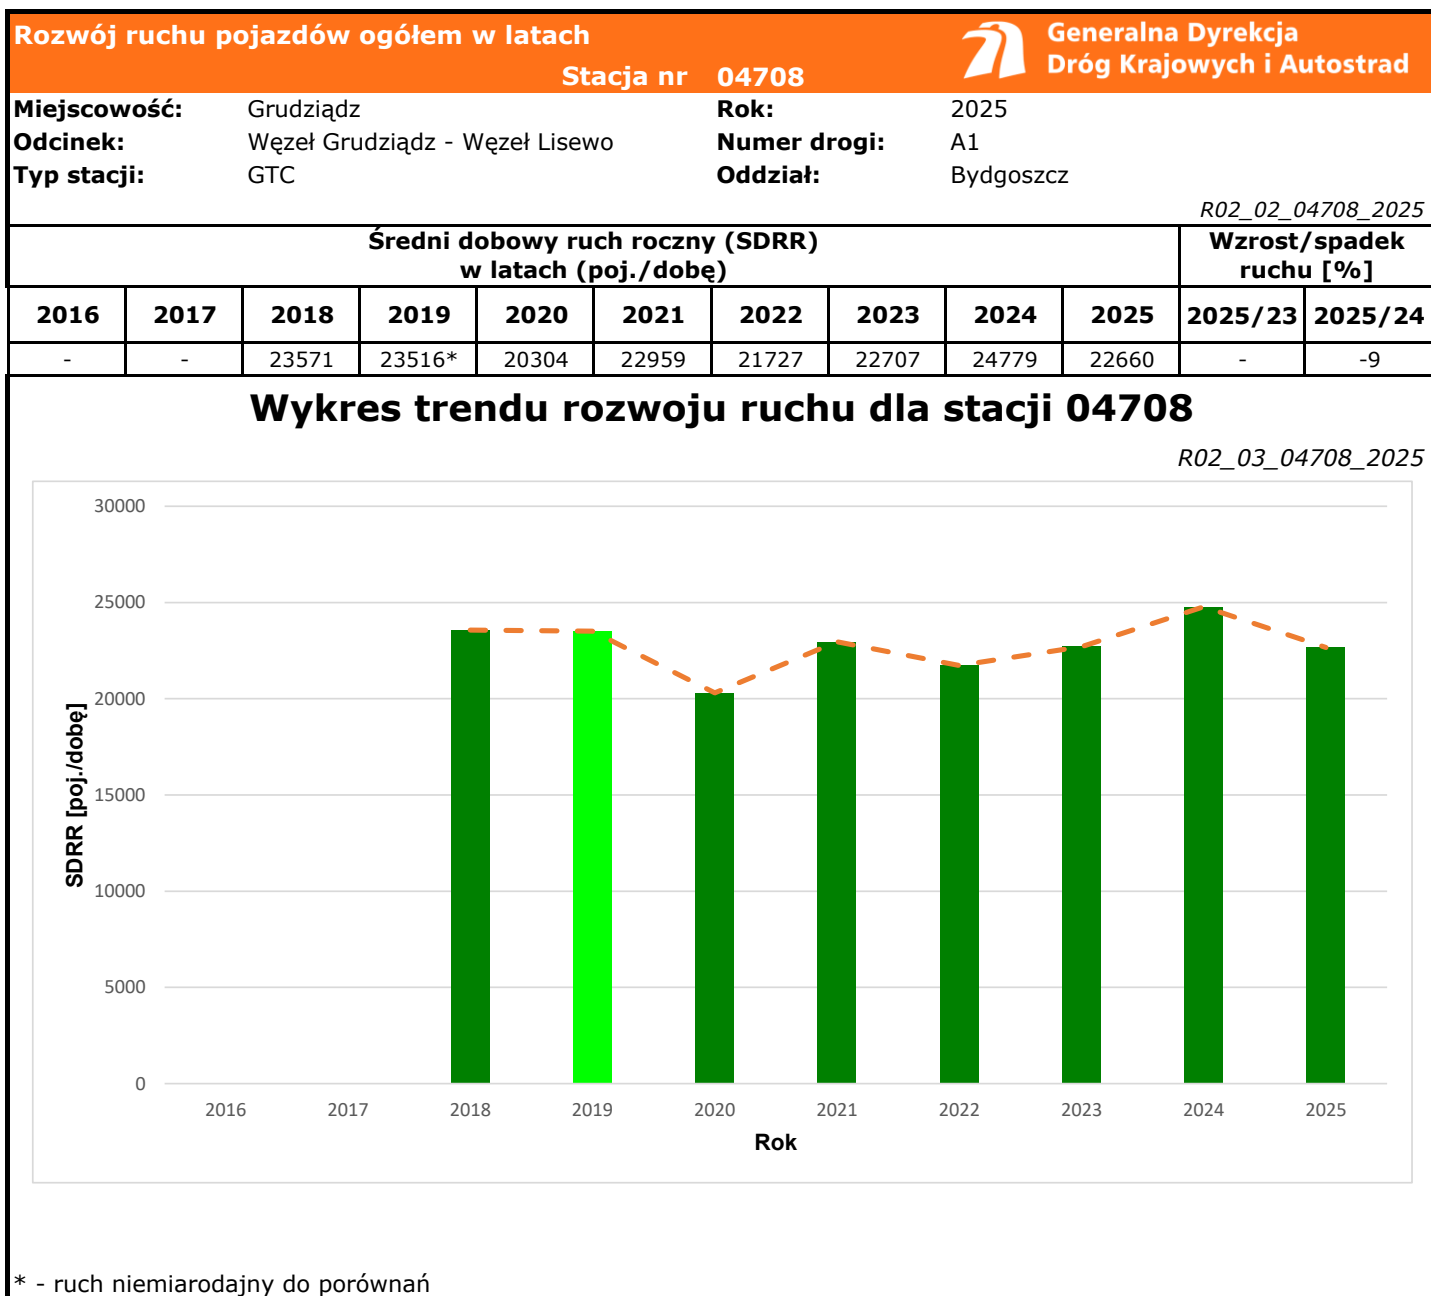 Rozwój ruchu pojazdów ogółem w latach
Generalna Dyrekcja
Dróg Krajowych i Autostrad
Stacja nr 04708
Miejscowość: Grudziądz Rok: 2025
Odcinek: Węzeł Grudziądz - Węzeł Lisewo Numer drogi: A1
Typ stacji: GTC Oddział: Bydgoszcz
R02_02_04708_2025
Średni dobowy ruch roczny (SDRR)
w latach (poj./dobę)
Wzrost/spadek
ruchu [%]
2016 2017 2018 2019 2020 2021 2022 2023 2024 2025 2025/23 2025/24
- - 23571 23516* 20304 22959 21727 22707 24779 22660 - -9
Wykres trendu rozwoju ruchu dla stacji 04708
R02_03_04708_2025
30000
25000
20000
15000
10000
5000
0
SDRR [poj./dobę]
2016 2017 2018 2019 2020 2021 2022 2023 2024 2025
Rok
* - ruch niemiarodajny do porównań